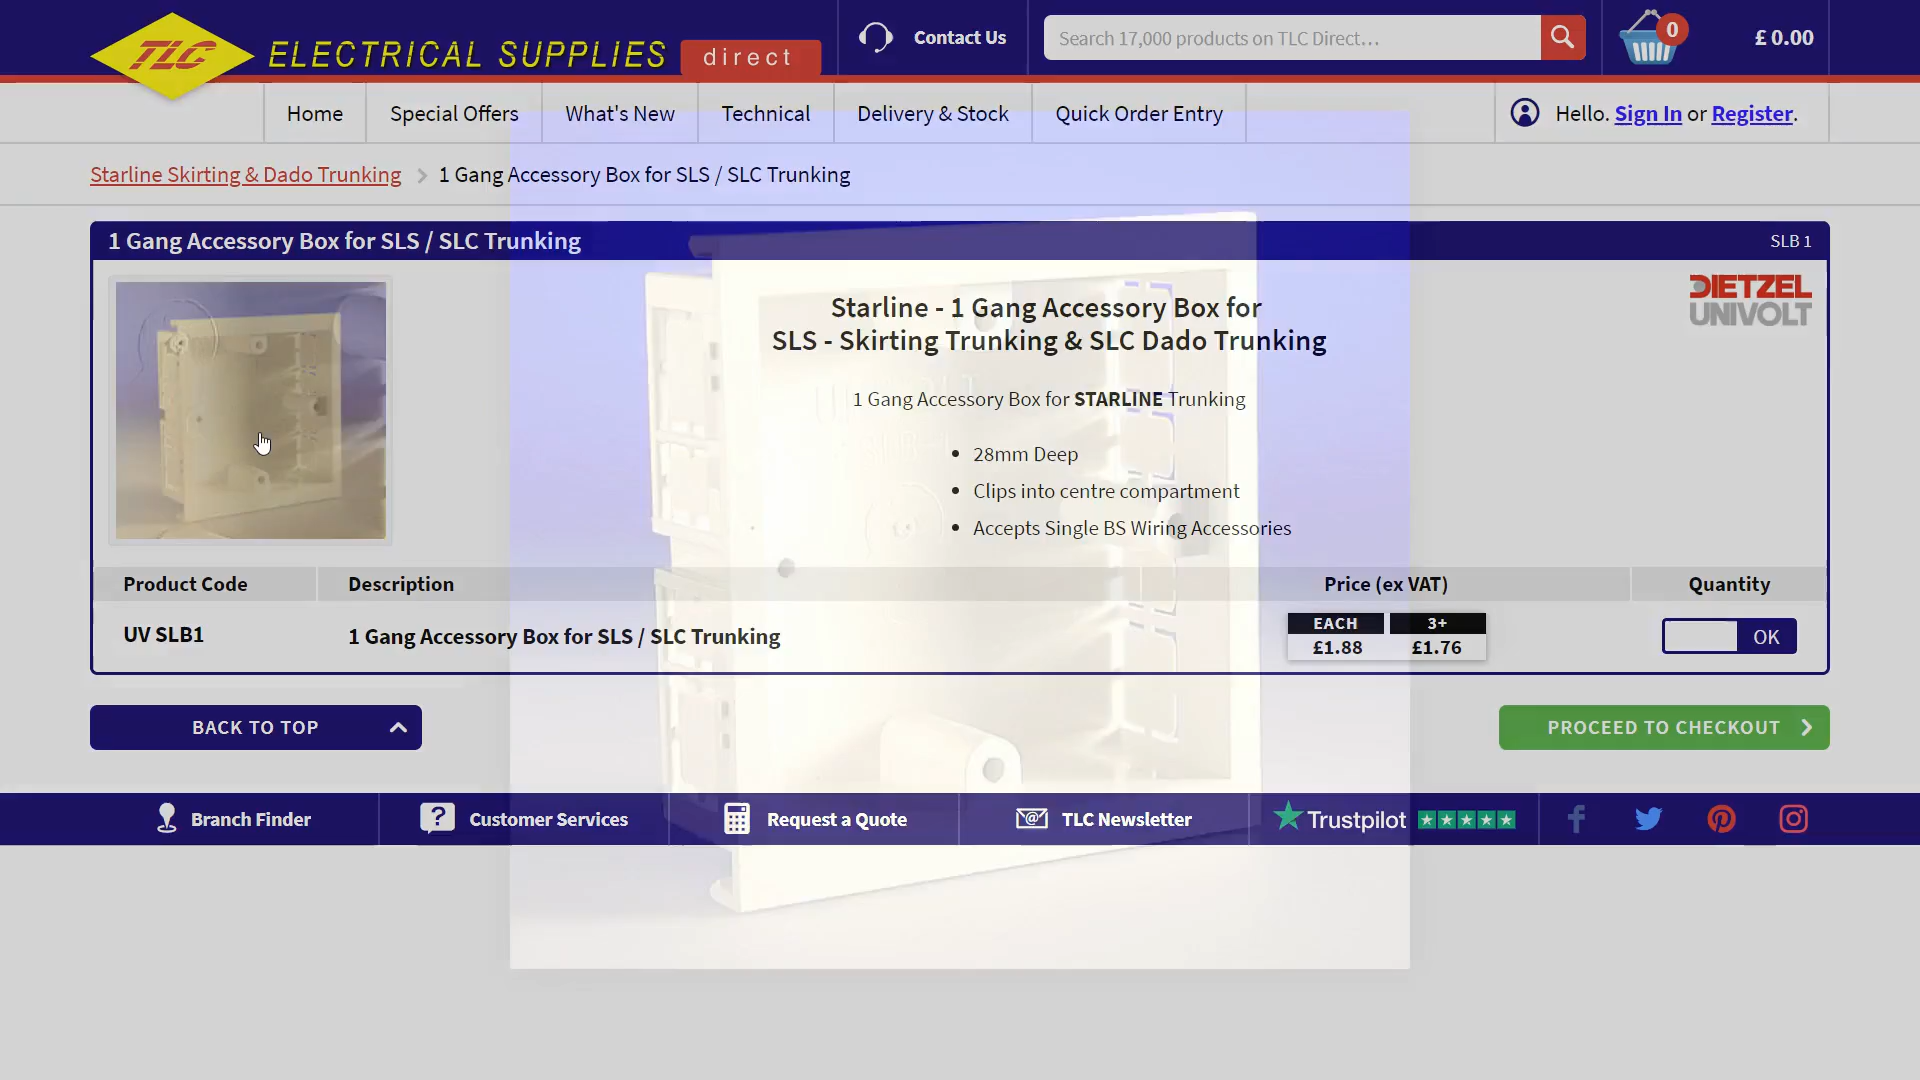 TLC ELECTRICAL SUPPLIES direct
Contact Us
Search 17,000 products on TLC Direct...
0
£ 0.00
Home
Special Offers
What's New
Technical
Delivery & Stock
Quick Order Entry
Hello. Sign In or Register.
Starline Skirting & Dado Trunking
1 Gang Accessory Box for SLS / SLC Trunking
1 Gang Accessory Box for SLS / SLC Trunking
SLB 1
DIETZEL
UNIVOLT
Starline - 1 Gang Accessory Box for
SLS - Skirting Trunking & SLC Dado Trunking
1 Gang Accessory Box for STARLINE Trunking
28mm Deep
Clips into centre compartment
Accepts Single BS Wiring Accessories
Product Code
Description
Price (ex VAT)
Quantity
UV SLB1
1 Gang Accessory Box for SLS / SLC Trunking
EACH
3+
£1.88
£1.76
OK
BACK TO TOP
PROCEED TO CHECKOUT
Branch Finder
Customer Services
Request a Quote
TLC Newsletter
Trustpilot